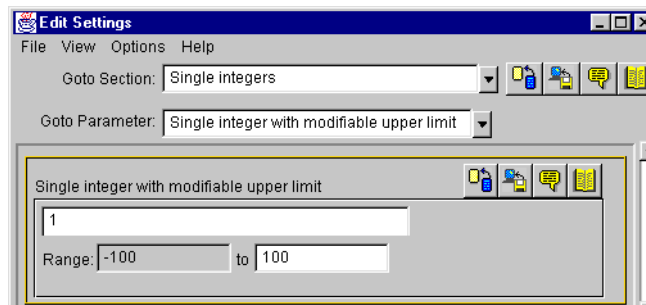 Edit Settings
File View Options Help
Goto Section: Single integers
Goto Parameter: Single integer with modifiable upper limit
Single integer with modifiable upper limit
1
Range: -100 to 100